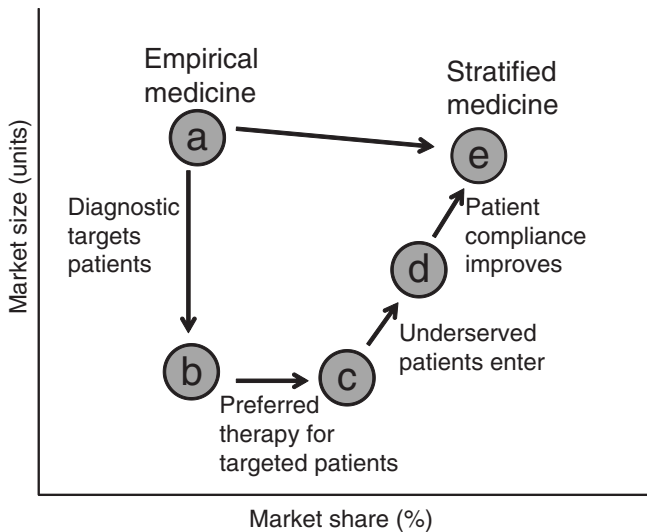 Empirical
medicine
Stratified
medicine
a
e
Diagnostic
targets
patients
Patient
compliance
improves
d
Underserved
patients enter
b
c
Preferred
therapy for
targeted patients
Market size (units)
Market share (%)